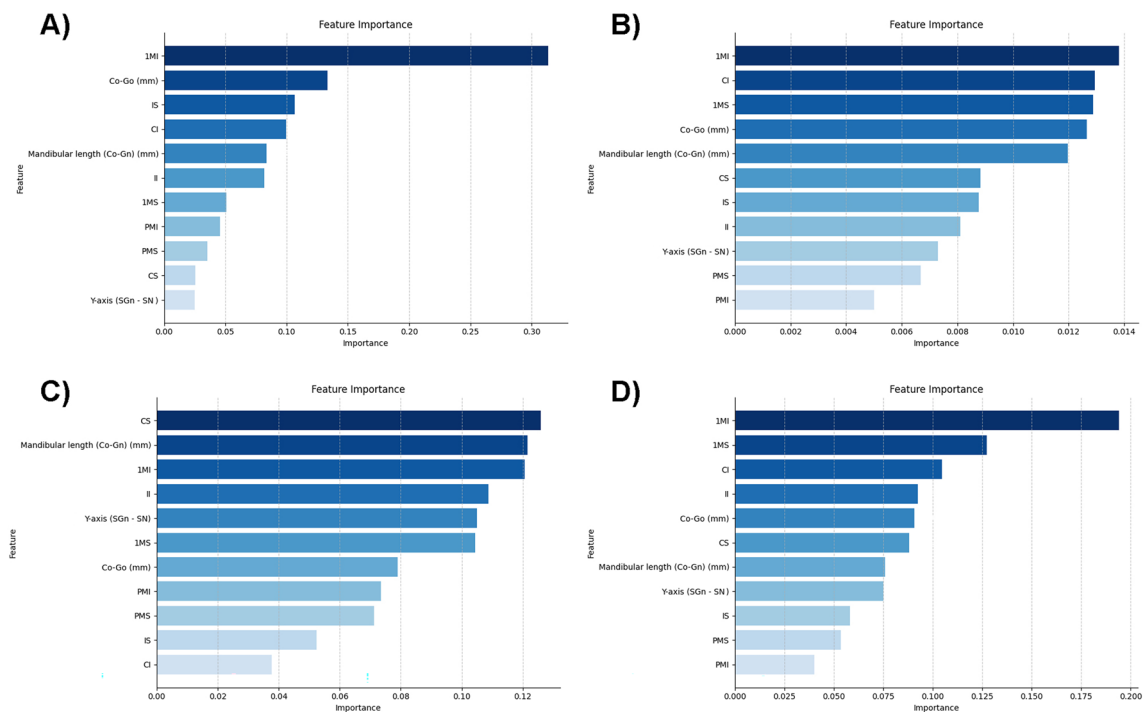 A)
Feature Importance
Feature
1MI
Co-Go (mm)
IS
CI
Mandibular length (Co-Gn) (mm)
II
1MS
PMI
PMS
CS
Y-axis (SGn - SN )
0.00 0.05 0.10 0.15 0.20 0.25 0.30
Importance
B)
Feature Importance
Feature
1MI
CI
1MS
Co-Go (mm)
Mandibular length (Co-Gn) (mm)
CS
IS
II
Y-axis (SGn - SN)
PMS
PMI
0.000 0.002 0.004 0.006 0.008 0.010 0.012 0.014
Importance
C)
Feature Importance
Feature
CS
Mandibular length (Co-Gn) (mm)
1MI
II
Y-axis (SGn - SN)
1MS
Co-Go (mm)
PMI
PMS
IS
CI
0.00 0.02 0.04 0.06 0.08 0.10 0.12
Importance
D)
Feature Importance
Feature
1MI
1MS
CI
II
Co-Go (mm)
CS
Mandibular length (Co-Gn) (mm)
Y-axis (SGn - SN)
IS
PMS
PMI
0.000 0.025 0.050 0.075 0.100 0.125 0.150 0.175 0.200
Importance